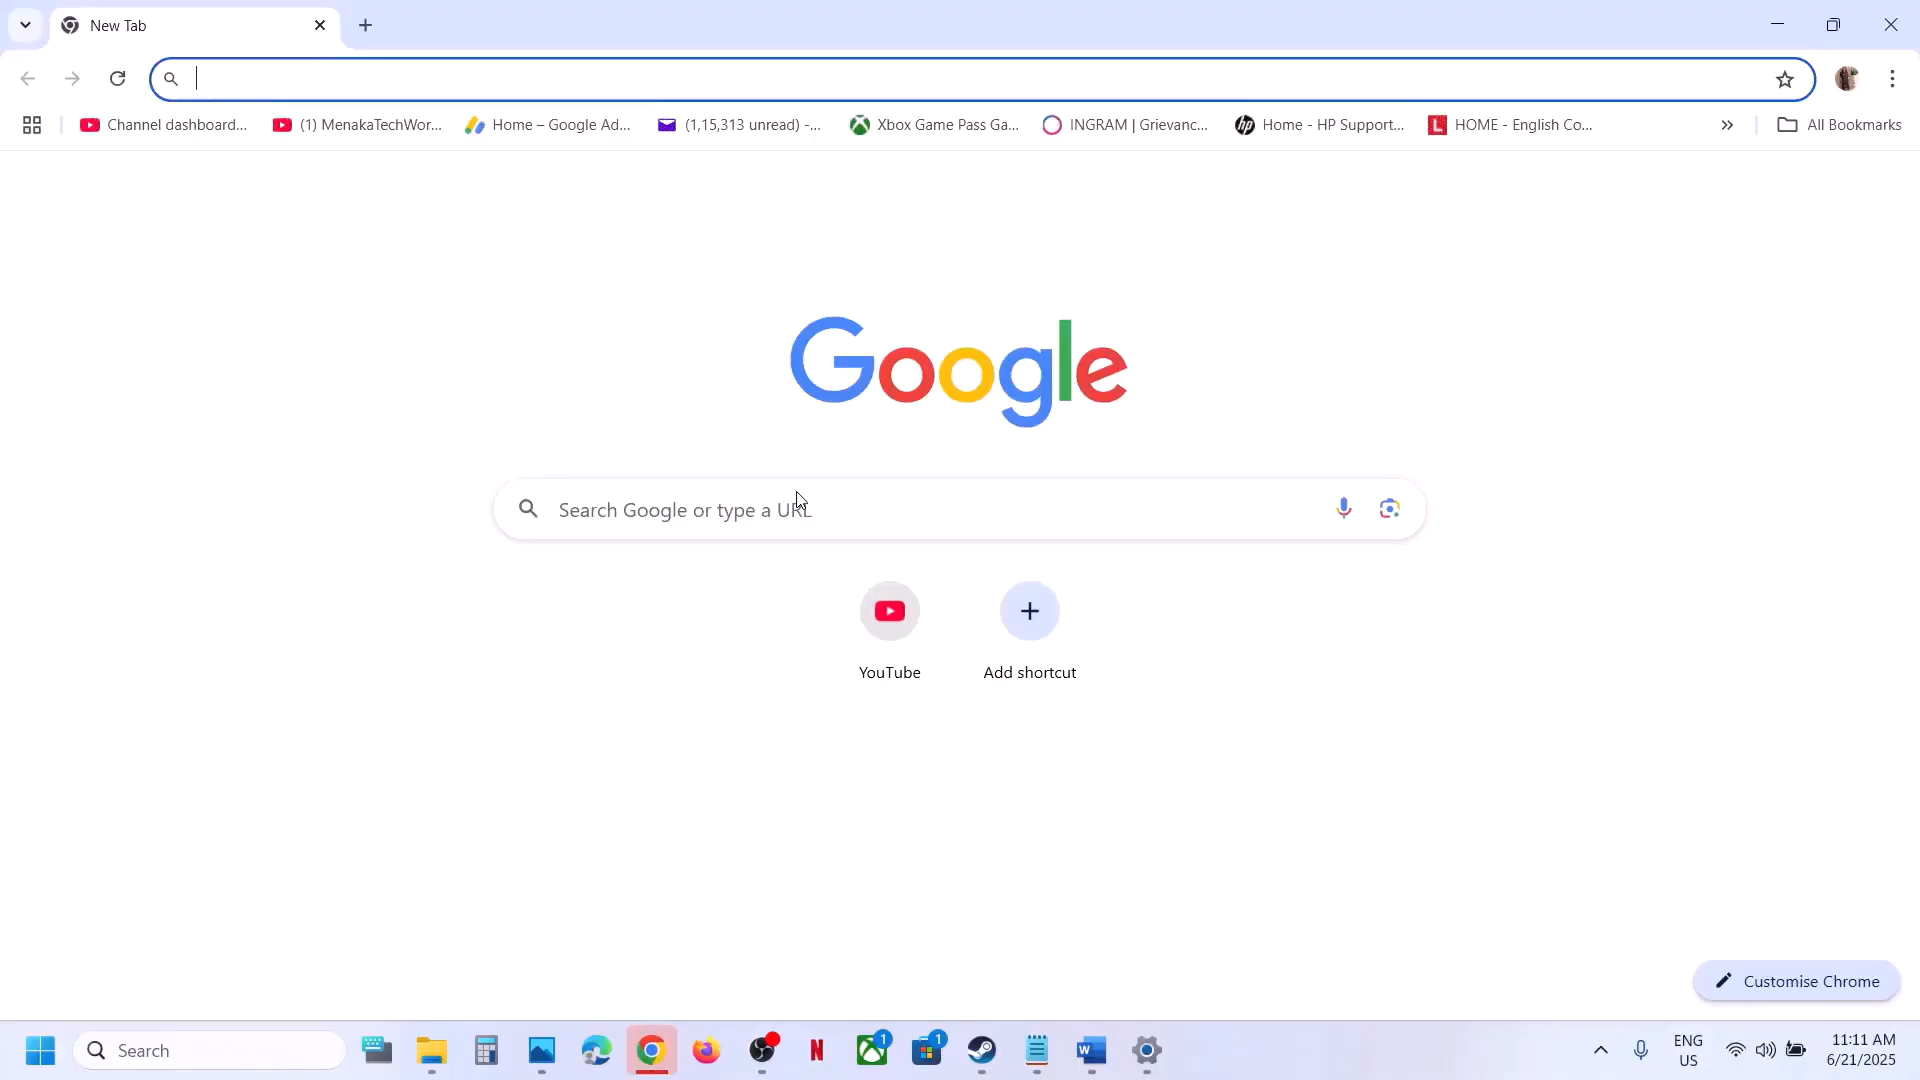 New Tab
Channel dashboard...
(1) MenakaTechWor...
Home – Google Ad...
(1,15,313 unread) -...
Xbox Game Pass Ga...
INGRAM | Grievanc...
Home - HP Support...
HOME - English Co...
All Bookmarks
Google
Search Google or type a URL
YouTube
Add shortcut
Customise Chrome
Search
1
1
ENG
US
11:11 AM
6/21/2025